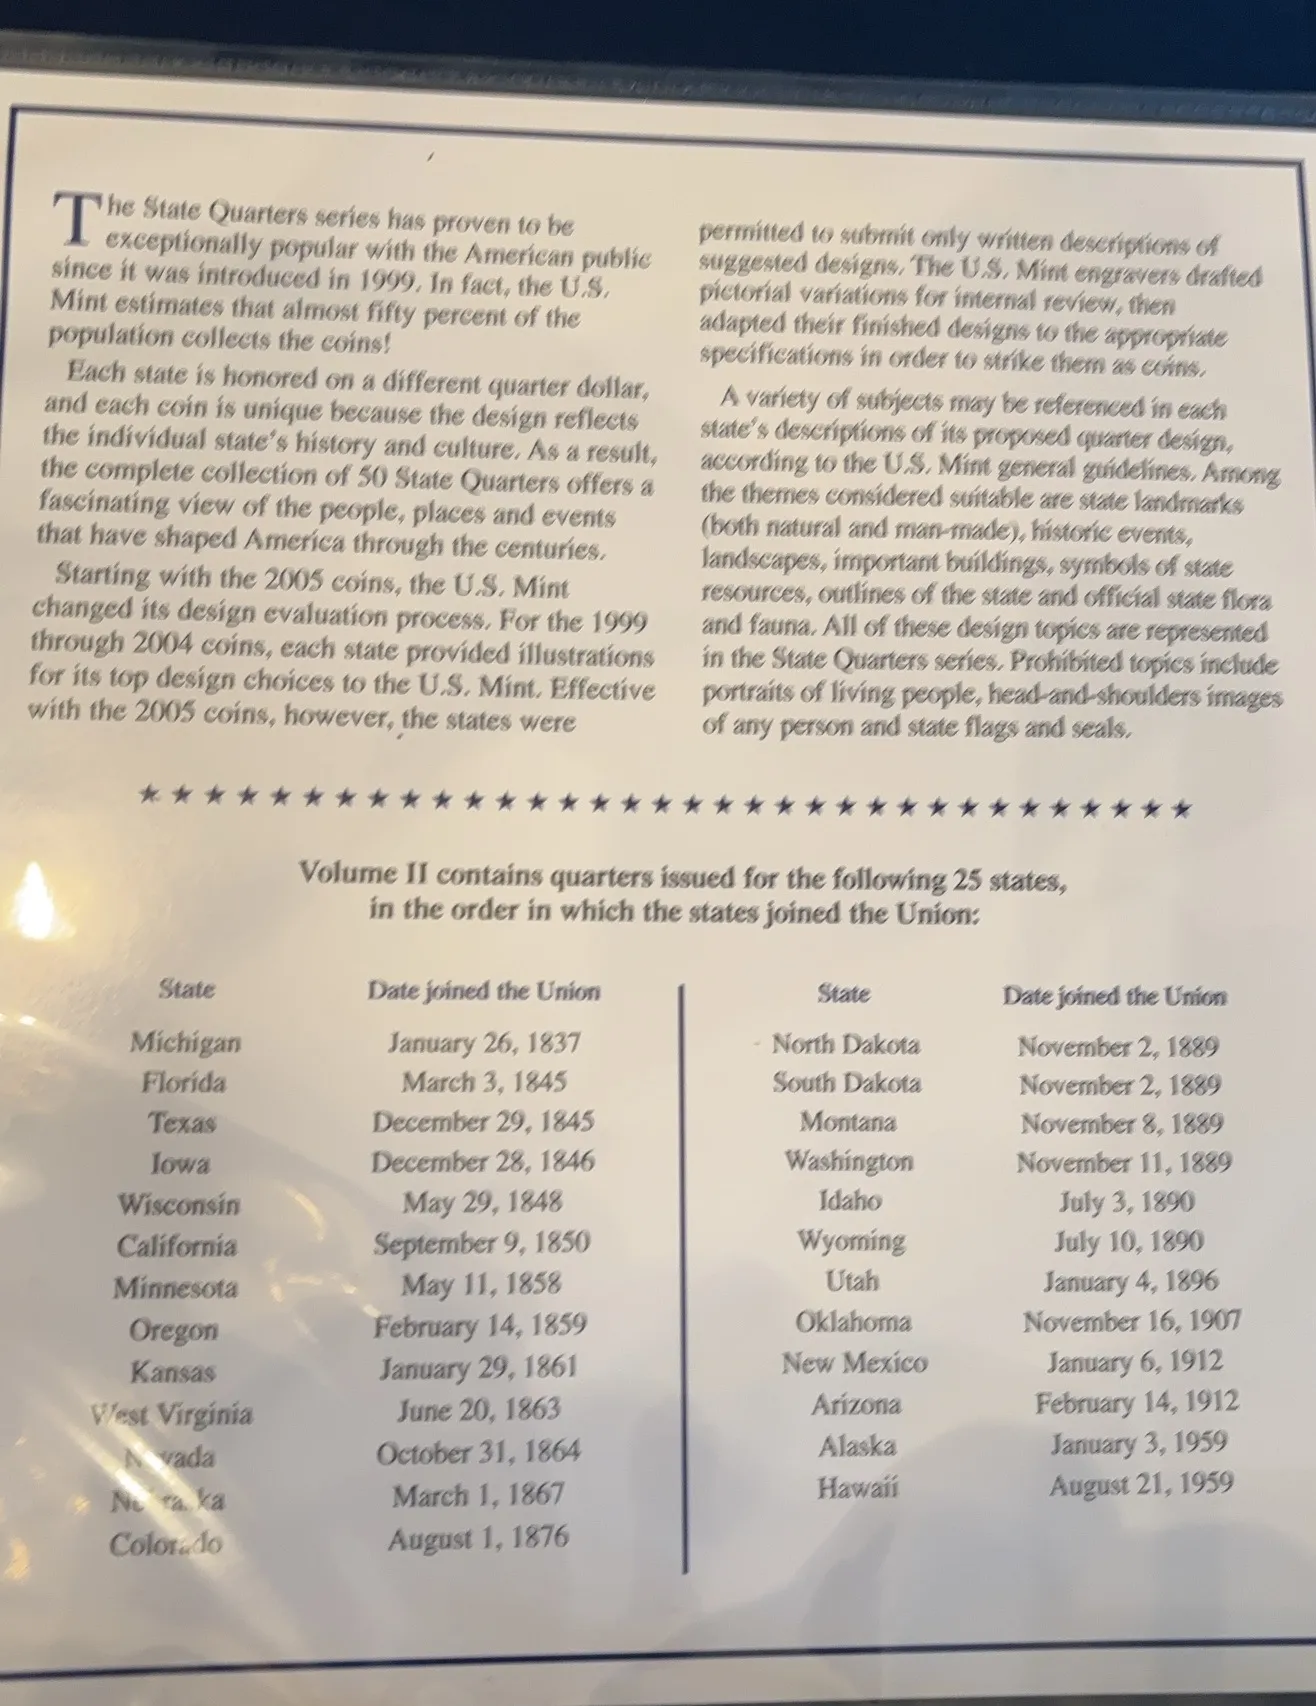 The State Quarters series has proven to be
exceptionally popular with the American public
since it was introduced in 1999. In fact, the U.S.
Mint estimates that almost fifty percent of the
population collects the coins!
Each state is honored on a different quarter dollar,
and each coin is unique because the design reflects
the individual state's history and culture. As a result,
the complete collection of 50 State Quarters offers a
fascinating view of the people, places and events
that have shaped America through the centuries.
Starting with the 2005 coins, the U.S. Mint
changed its design evaluation process. For the 1999
through 2004 coins, each state provided illustrations
for its top design choices to the U.S. Mint. Effective
with the 2005 coins, however, the states were
permitted to submit only written descriptions of
suggested designs. The U.S. Mint engravers drafted
pictorial variations for internal review, then
adapted their finished designs to the appropriate
specifications in order to strike them as coins.
A variety of subjects may be referenced in each
state's descriptions of its proposed quarter design,
according to the U.S. Mint general guidelines. Among
the themes considered suitable are state landmarks
(both natural and man-made), historic events,
landscapes, important buildings, symbols of state
resources, outlines of the state and official state flora
and fauna. All of these design topics are represented
in the State Quarters series. Prohibited topics include
portraits of living people, head-and-shoulders images
of any person and state flags and seals.
Volume II contains quarters issued for the following 25 states,
in the order in which the states joined the Union:
State Date joined the Union
Michigan January 26, 1837
Florida March 3, 1845
Texas December 29, 1845
Iowa December 28, 1846
Wisconsin May 29, 1848
California September 9, 1850
Minnesota May 11, 1858
Oregon February 14, 1859
Kansas January 29, 1861
West Virginia June 20, 1863
Nevada October 31, 1864
Nebraska March 1, 1867
Colorado August 1, 1876
State Date joined the Union
North Dakota November 2, 1889
South Dakota November 2, 1889
Montana November 8, 1889
Washington November 11, 1889
Idaho July 3, 1890
Wyoming July 10, 1890
Utah January 4, 1896
Oklahoma November 16, 1907
New Mexico January 6, 1912
Arizona February 14, 1912
Alaska January 3, 1959
Hawaii August 21, 1959